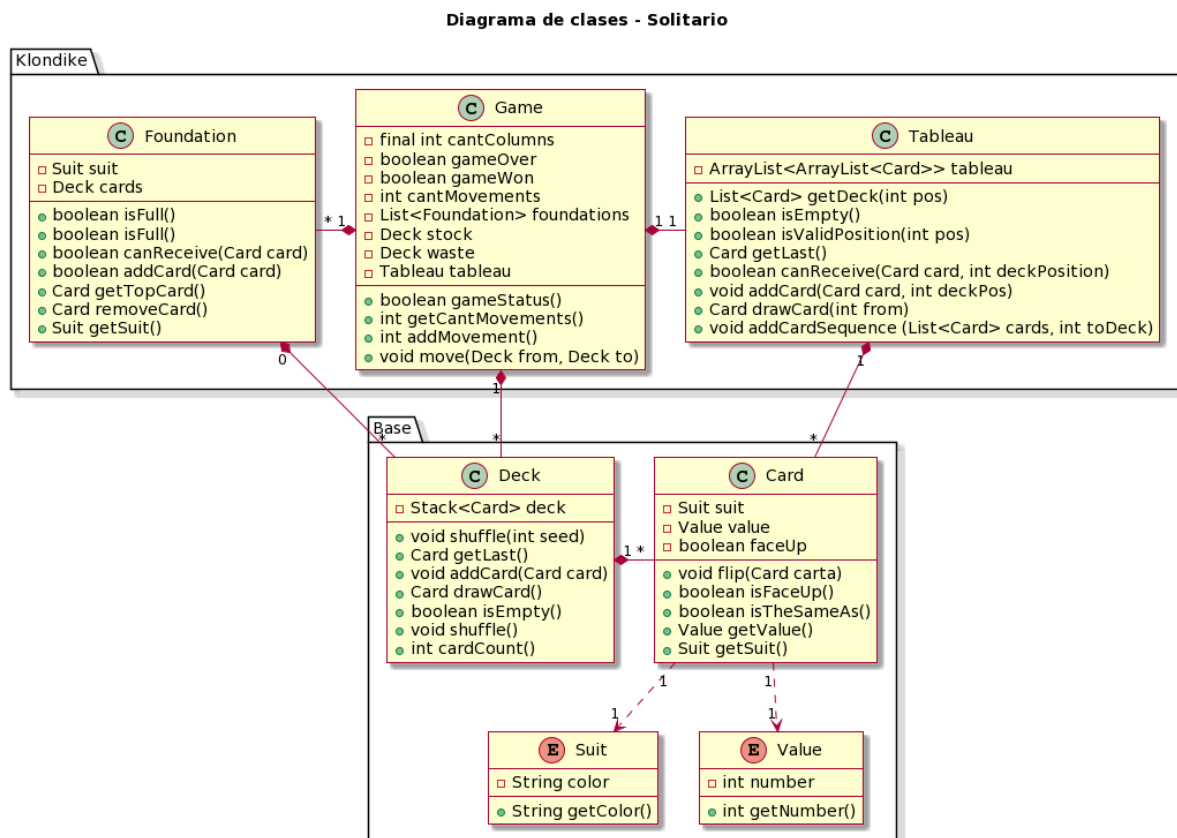 Diagrama de clases - Solitario
Klondike
C Foundation
Suit suit
Deck cards
boolean isFull()
boolean isFull()
boolean canReceive(Card card)
boolean addCard(Card card)
Card getTopCard()
Card removeCard()
Suit getSuit()
* 1
C Game
final int cantColumns
boolean gameOver
boolean gameWon
int cantMovements
List<Foundation> foundations
Deck stock
Deck waste
Tableau tableau
boolean gameStatus()
int getCantMovements()
int addMovement()
void move(Deck from, Deck to)
1 1
C Tableau
ArrayList<ArrayList<Card>> tableau
List<Card> getDeck(int pos)
boolean isEmpty()
boolean isValidPosition(int pos)
Card getLast()
boolean canReceive(Card card, int deckPosition)
void addCard(Card card, int deckPos)
Card drawCard(int from)
void addCardSequence (List<Card> cards, int toDeck)
0
1
1
Base
*
*
*
C Deck
Stack<Card> deck
void shuffle(int seed)
Card getLast()
void addCard(Card card)
Card drawCard()
boolean isEmpty()
void shuffle()
int cardCount()
1 *
C Card
Suit suit
Value value
boolean faceUp
void flip(Card carta)
boolean isFaceUp()
boolean isTheSameAs()
Value getValue()
Suit getSuit()
1
1
1
1
E Suit
String color
String getColor()
E Value
int number
int getNumber()